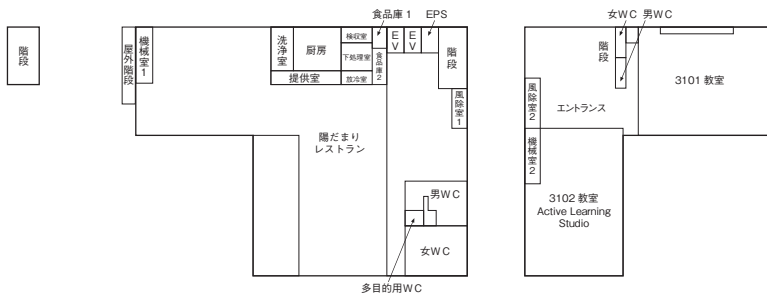 階段
屋外階段
機械室1
洗浄室
厨房
検収室
下処理室
放冷室
提供室
食品庫1
食品庫2
EV
EV
EPS
階段
風除室1
陽だまり
レストラン
男WC
女WC
多目的用WC
女WC
男WC
階段
3101 教室
風除室2
エントランス
機械室2
3102 教室
Active Learning
Studio